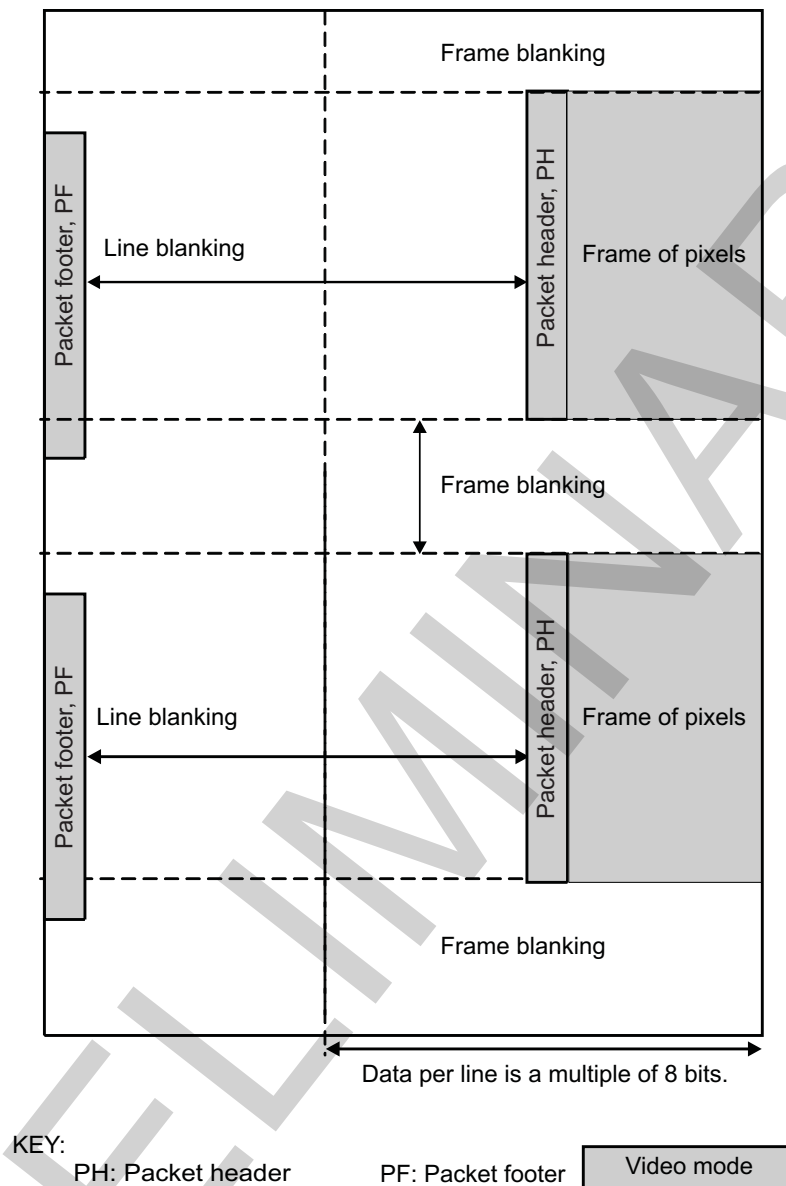 Frame blanking
Packet footer, PF
Line blanking
Packet header, PH
Frame of pixels
Frame blanking
Packet footer, PF
Line blanking
Packet header, PH
Frame of pixels
Frame blanking
Data per line is a multiple of 8 bits.
KEY:
PH: Packet header PF: Packet footer Video mode
ELIMINAR